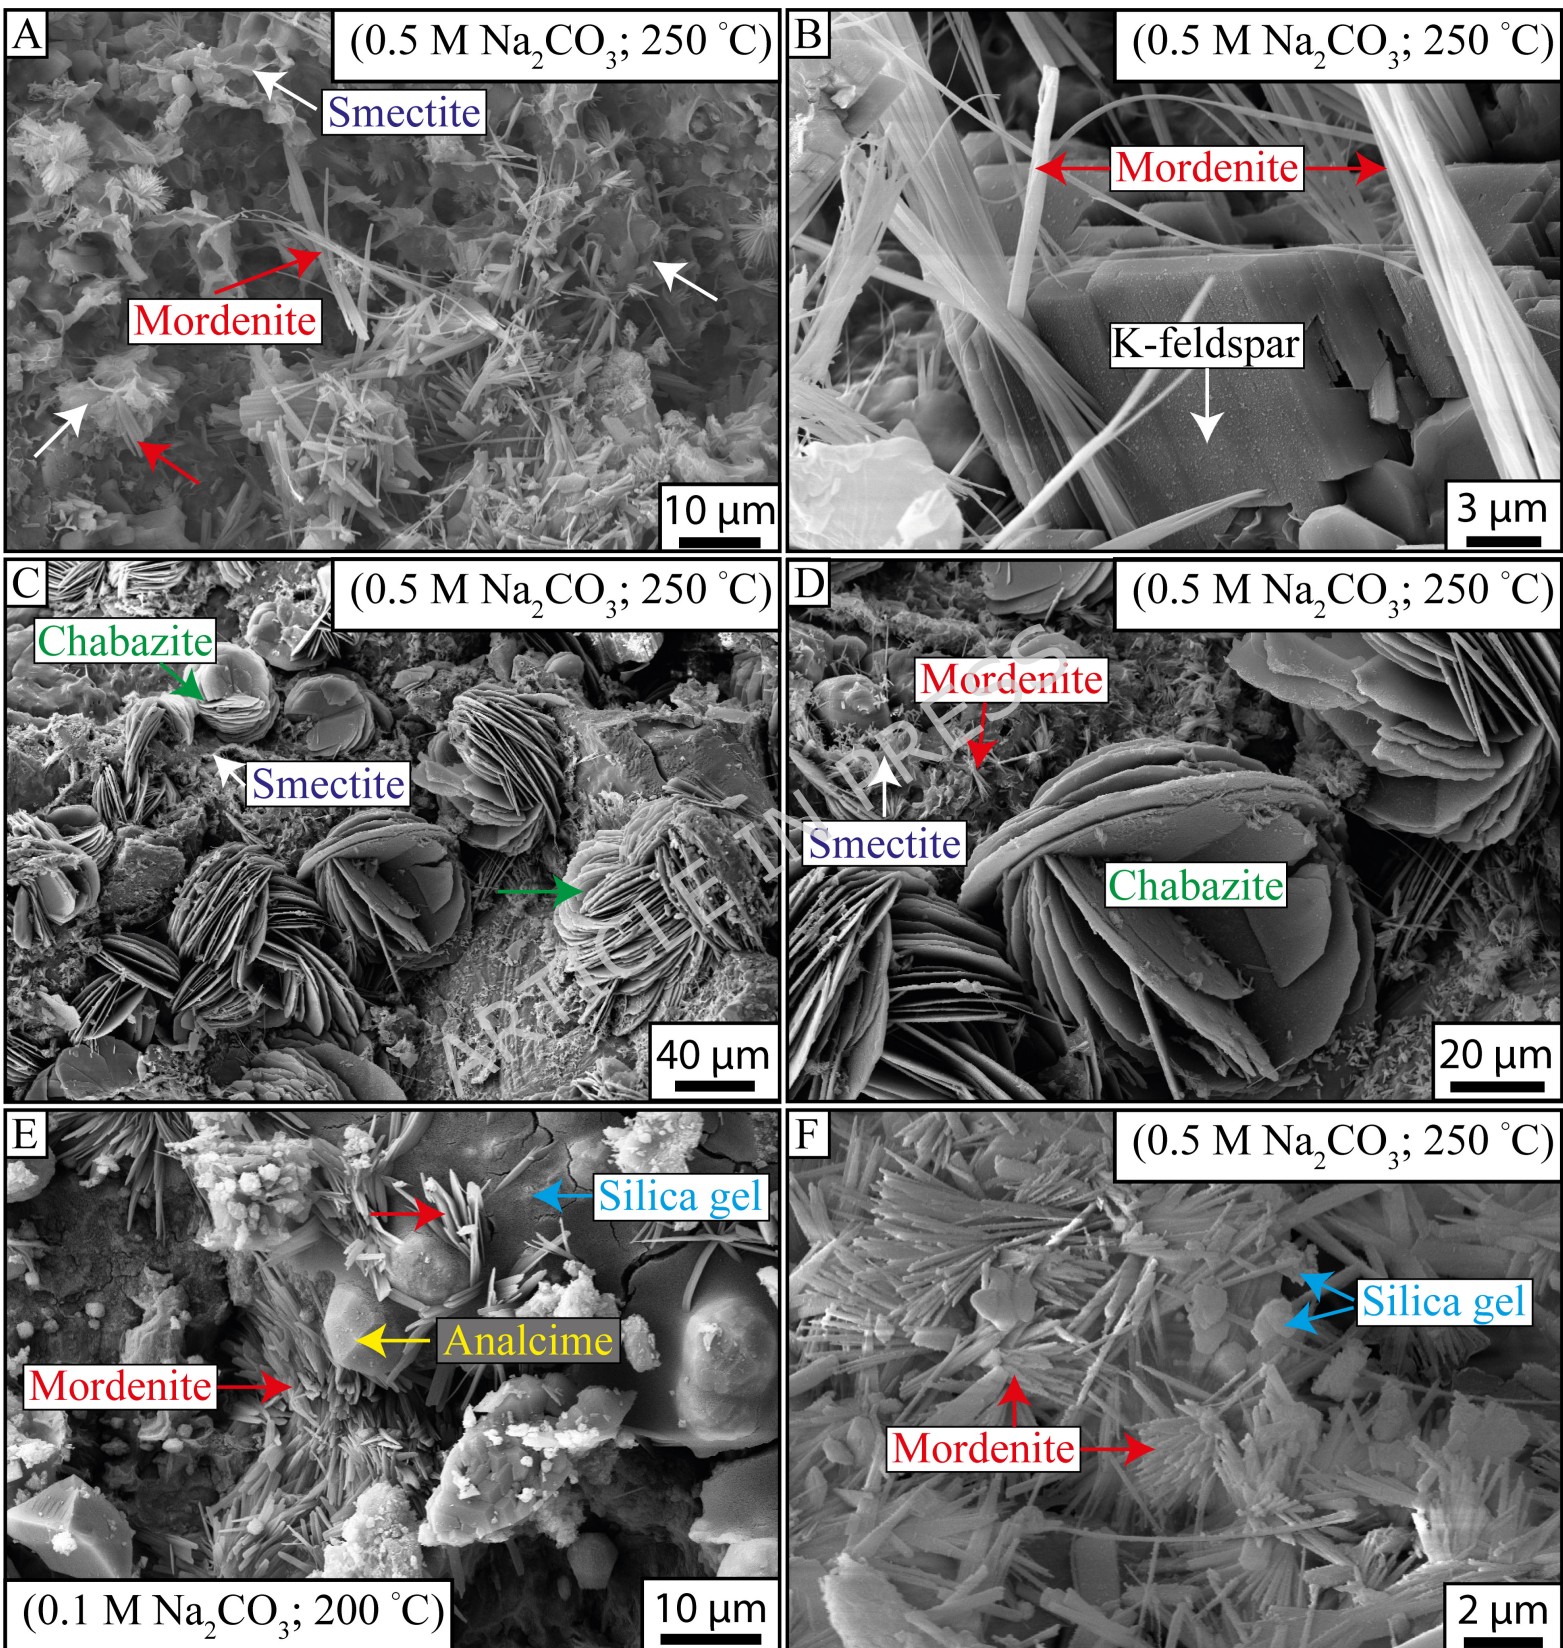 A
(0.5 M Na₂CO₃; 250 °C)
Smectite
Mordenite
10 µm
B
(0.5 M Na₂CO₃; 250 °C)
Mordenite
K-feldspar
3 µm
C
(0.5 M Na₂CO₃; 250 °C)
Chabazite
Smectite
40 µm
D
(0.5 M Na₂CO₃; 250 °C)
Mordenite
Smectite
Chabazite
20 µm
ARTICLE IN PRESS
E
Silica gel
Analcime
Mordenite
(0.1 M Na₂CO₃; 200 °C)
10 µm
F
(0.5 M Na₂CO₃; 250 °C)
Silica gel
Mordenite
2 µm